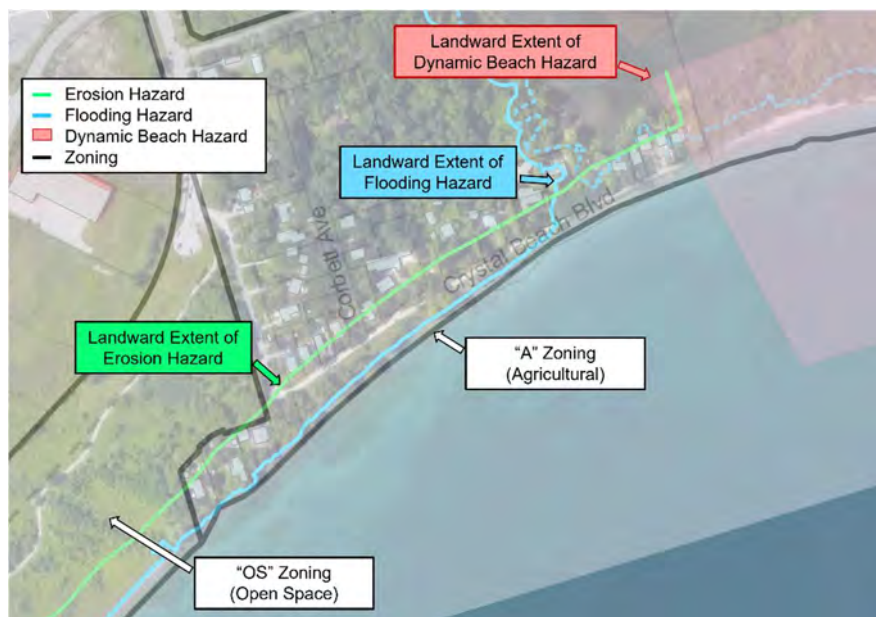 Landward Extent of
Dynamic Beach Hazard
Erosion Hazard
Flooding Hazard
Dynamic Beach Hazard
Zoning
Landward Extent of
Flooding Hazard
Corbett Ave
Crystal Beach Blvd
Landward Extent of
Erosion Hazard
"A" Zoning
(Agricultural)
"OS" Zoning
(Open Space)